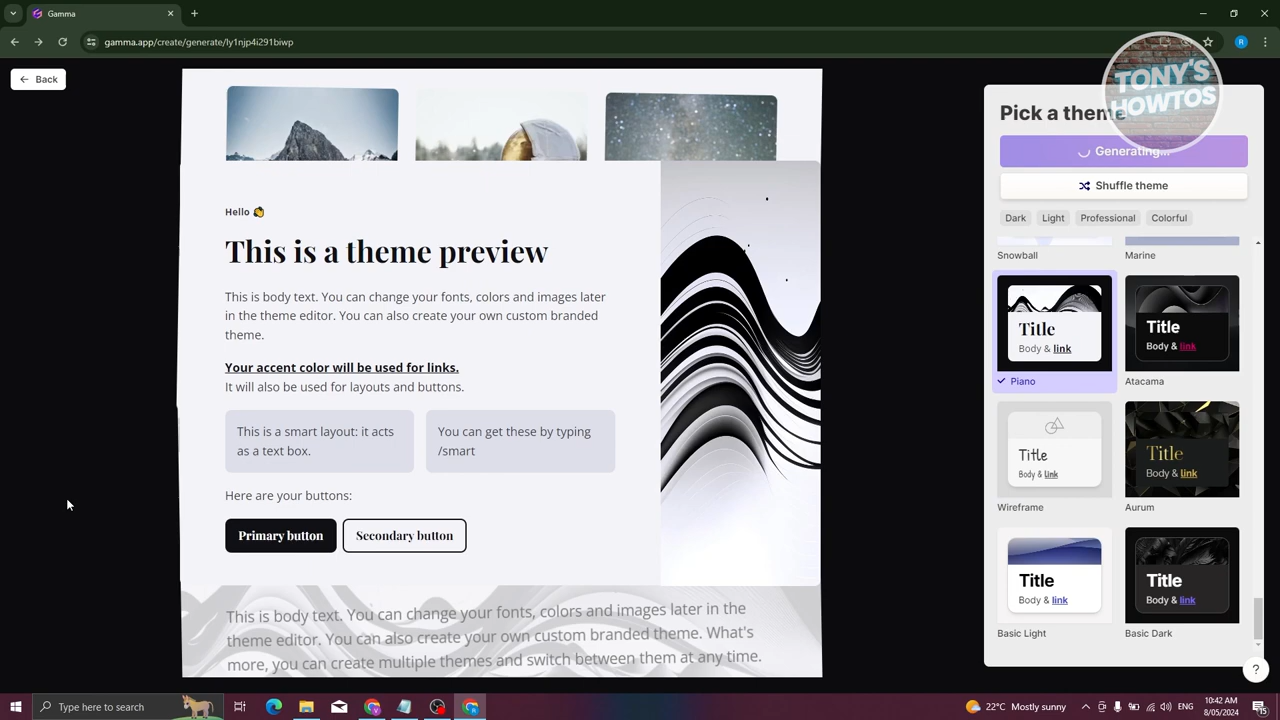 Gamma
gamma.app/create/generate/ly1njp4i291biwp
R
Back
TONY'S
HOWTOS
Hello 👋
This is a theme preview
This is body text. You can change your fonts, colors and images later
in the theme editor. You can also create your own custom branded
theme.
Your accent color will be used for links.
It will also be used for layouts and buttons.
This is a smart layout: it acts
as a text box.
You can get these by typing
/smart
Here are your buttons:
Primary button
Secondary button
This is body text. You can change your fonts, colors and images later in the
theme editor. You can also create your own custom branded theme. What's
more, you can create multiple themes and switch between them at any time.
Pick a theme
Generating...
Shuffle theme
Dark
Light
Professional
Colorful
Snowball
Marine
Title
Body & link
Title
Body & link
Piano
Atacama
Title
Body & link
Title
Body & link
Wireframe
Aurum
Title
Body & link
Title
Body & link
Basic Light
Basic Dark
?
Type here to search
22°C Mostly sunny
ENG
10:42 AM
8/05/2024
15